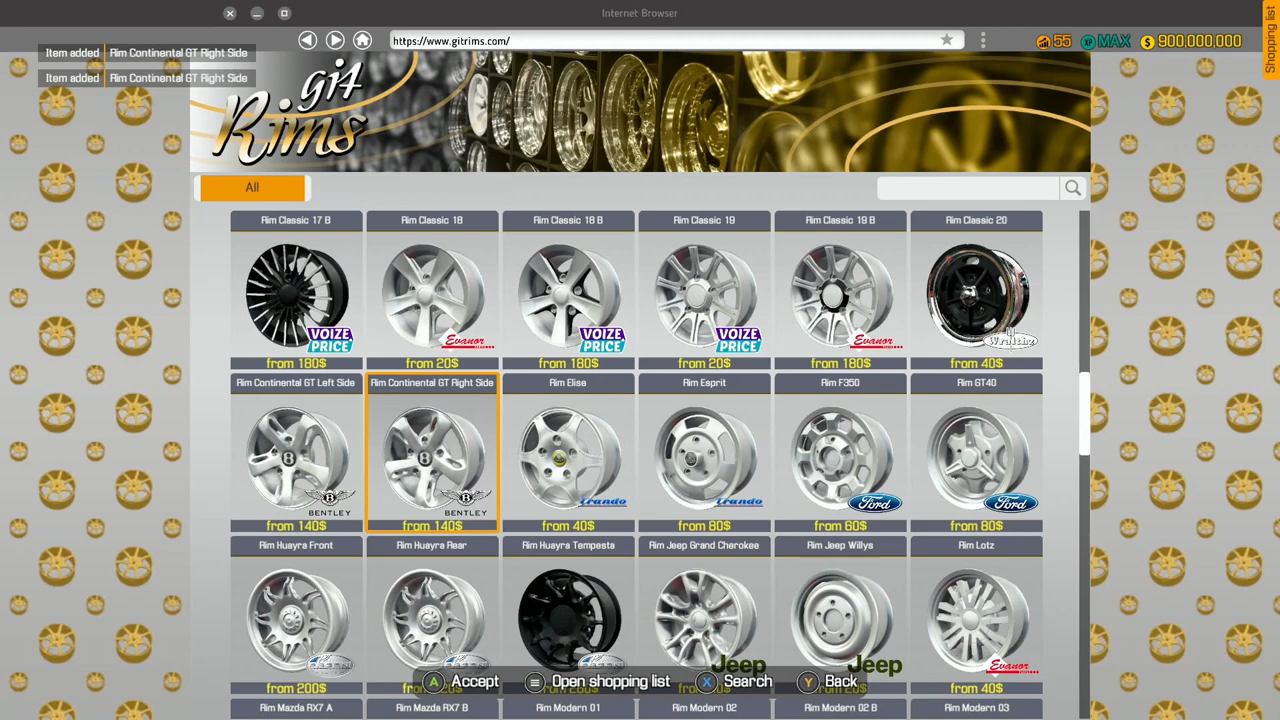 Internet Browser
https://www.gitrims.com/
55 XP MAX $ 900,000,000
Shopping list
Item added Rim Continental GT Right Side
Item added Rim Continental GT Right Side
git
Rims
All
Rim Classic 17 B
Rim Classic 18
Rim Classic 18 B
Rim Classic 19
Rim Classic 19 B
Rim Classic 20
VOIZE PRICE
Evanor
VOIZE PRICE
VOIZE PRICE
Evanor
from 180$
from 20$
from 180$
from 20$
from 180$
from 40$
Rim Continental GT Left Side
Rim Continental GT Right Side
Rim Elise
Rim Esprit
Rim F350
Rim GT40
B BENTLEY
B BENTLEY
Ford
Ford
from 140$
from 140$
from 40$
from 80$
from 60$
from 80$
Rim Huayra Front
Rim Huayra Rear
Rim Huayra Tempesta
Rim Jeep Grand Cherokee
Rim Jeep Willys
Rim Lotz
Jeep
Jeep
Evanor
from 200$
from 40$
A Accept
Open shopping list
X Search
Y Back
Rim Mazda RX7 A
Rim Mazda RX7 B
Rim Modern 01
Rim Modern 02
Rim Modern 02 B
Rim Modern 03